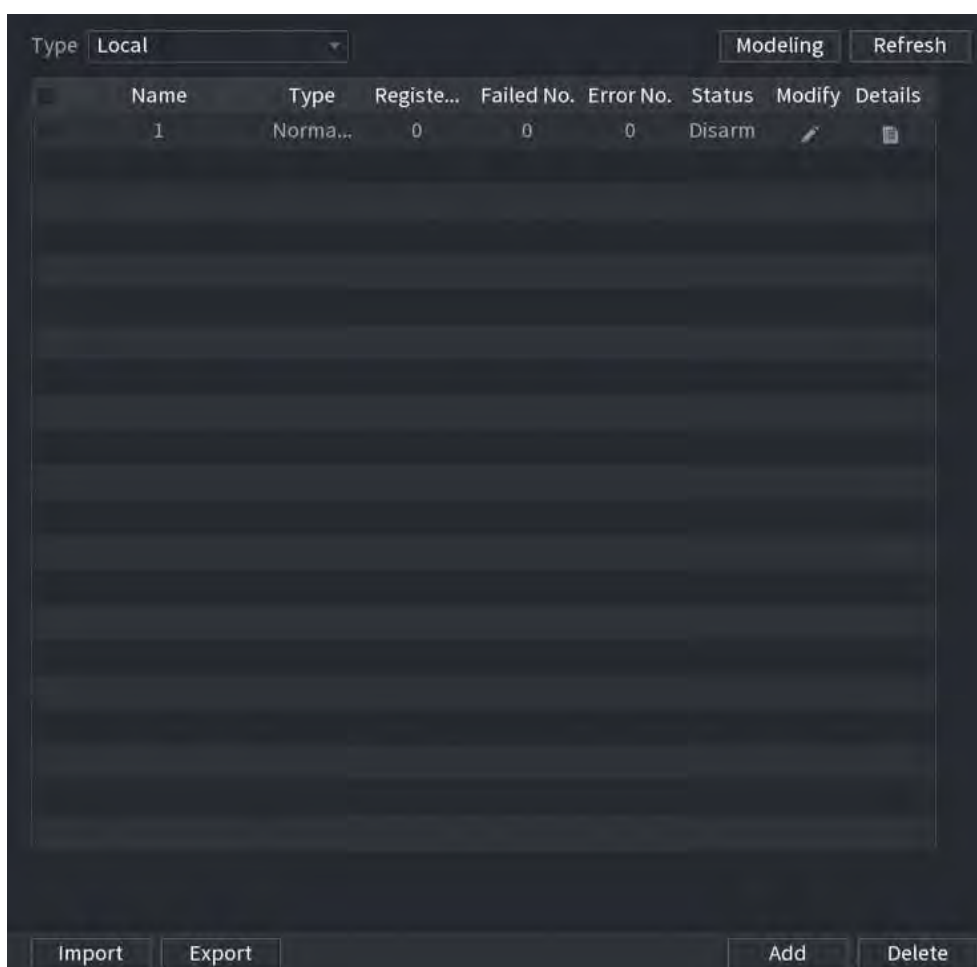 Type Local Modeling Refresh
Name Type Registe... Failed No. Error No. Status Modify Details
1 Norma... 0 0 0 Disarm
Import Export Add Delete